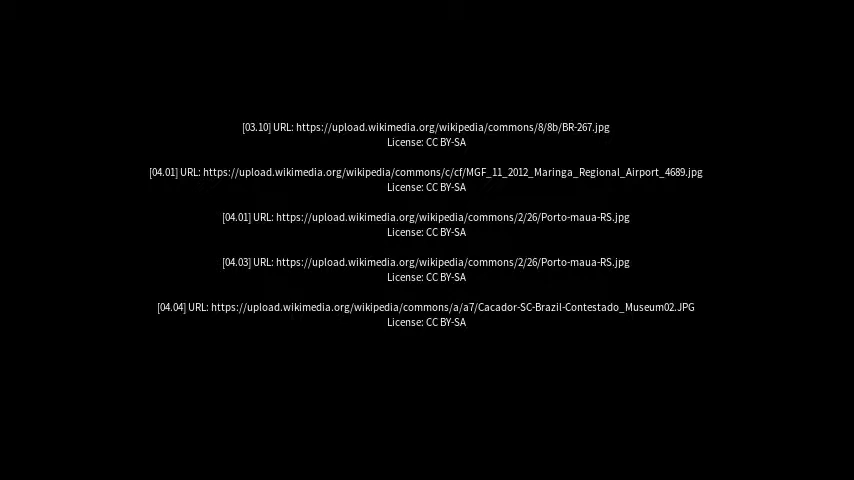 [03.10] URL: https://upload.wikimedia.org/wikipedia/commons/8/8b/BR-267.jpg
License: CC BY-SA
[04.01] URL: https://upload.wikimedia.org/wikipedia/commons/c/cf/MGF_11_2012_Maringa_Regional_Airport_4689.jpg
License: CC BY-SA
[04.01] URL: https://upload.wikimedia.org/wikipedia/commons/2/26/Porto-maua-RS.jpg
License: CC BY-SA
[04.03] URL: https://upload.wikimedia.org/wikipedia/commons/2/26/Porto-maua-RS.jpg
License: CC BY-SA
[04.04] URL: https://upload.wikimedia.org/wikipedia/commons/a/a7/Cacador-SC-Brazil-Contestado_Museum02.JPG
License: CC BY-SA